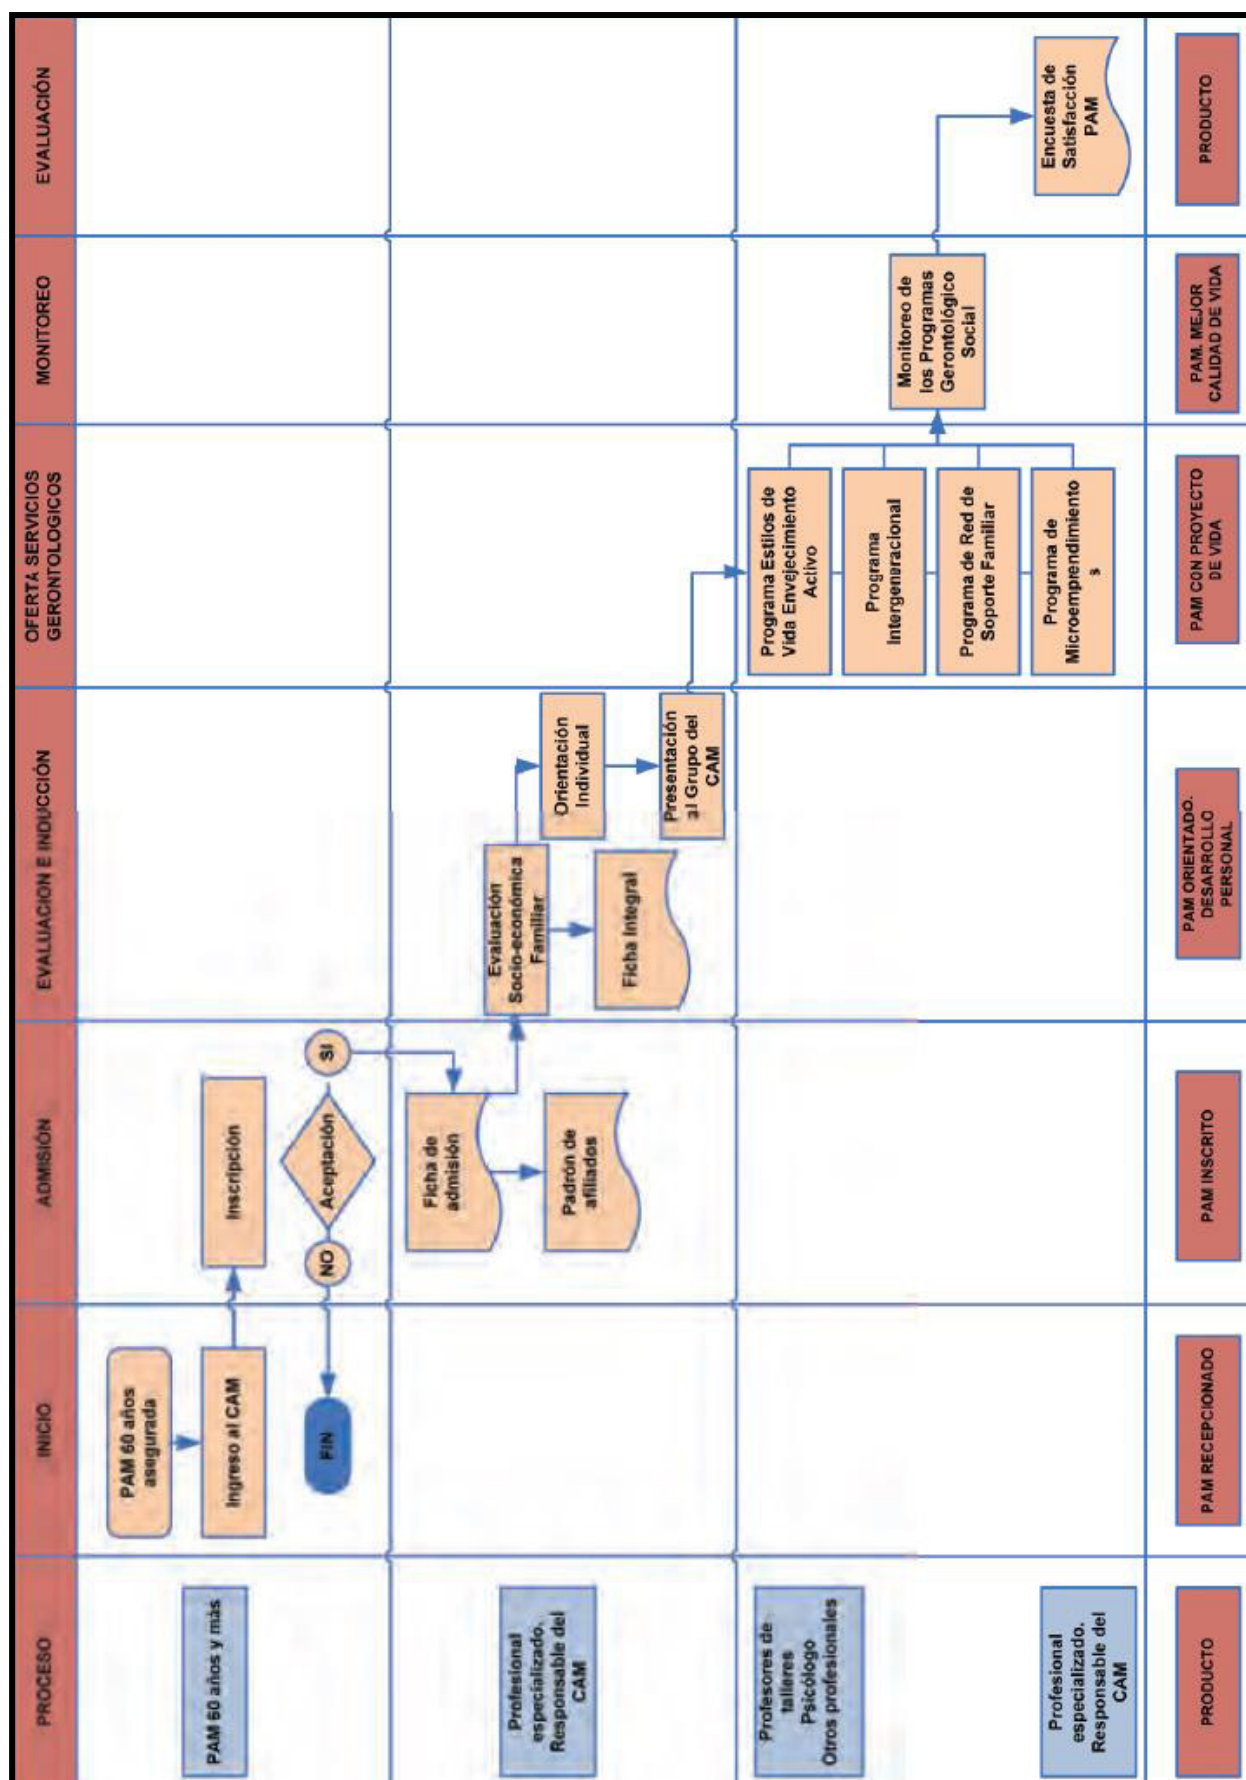 PROCESO
INICIO
ADMISIÓN
EVALUACION E INDUCCIÓN
OFERTA SERVICIOS
GERONTOLOGICOS
MONITOREO
EVALUACIÓN
PAM 60 años y más
PAM 60 años
asegurada
Ingreso al CAM
FIN
Inscripción
NO
Aceptación
SI
Profesional
especializado.
Responsable del
CAM
Ficha de
admisión
Padrón de
afiliados
Evaluación
Socio-económica
Familiar
Ficha Integral
Orientación
Individual
Presentación
al Grupo del
CAM
Profesores de
talleres
Psicólogo
Otros profesionales
Programa Estilos de
Vida Envejecimiento
Activo
Programa
Intergeneracional
Programa de Red de
Soporte Familiar
Programa de
Microemprendimiento
s
Monitoreo de
los Programas
Gerontológico
Social
Profesional
especializado.
Responsable del
CAM
Encuesta de
Satisfacción
PAM
PRODUCTO
PAM RECEPCIONADO
PAM INSCRITO
PAM ORIENTADO.
DESARROLLO
PERSONAL
PAM CON PROYECTO
DE VIDA
PAM. MEJOR
CALIDAD DE VIDA
PRODUCTO